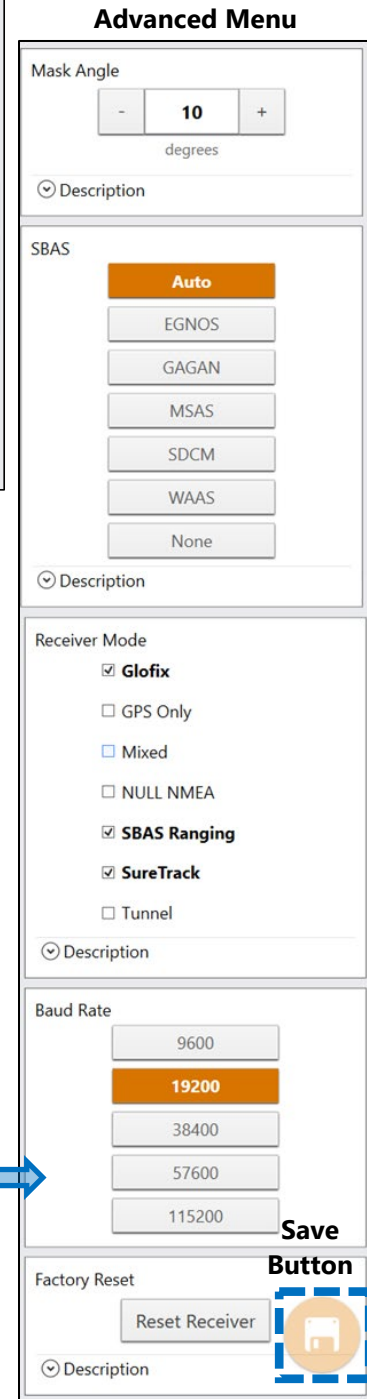 Advanced Menu
Mask Angle
- 10 +
degrees
Description
SBAS
Auto
EGNOS
GAGAN
MSAS
SDCM
WAAS
None
Description
Receiver Mode
Glofix
GPS Only
Mixed
NULL NMEA
SBAS Ranging
SureTrack
Tunnel
Description
Baud Rate
9600
19200
38400
57600
115200
Save
Button
Factory Reset
Reset Receiver
Description